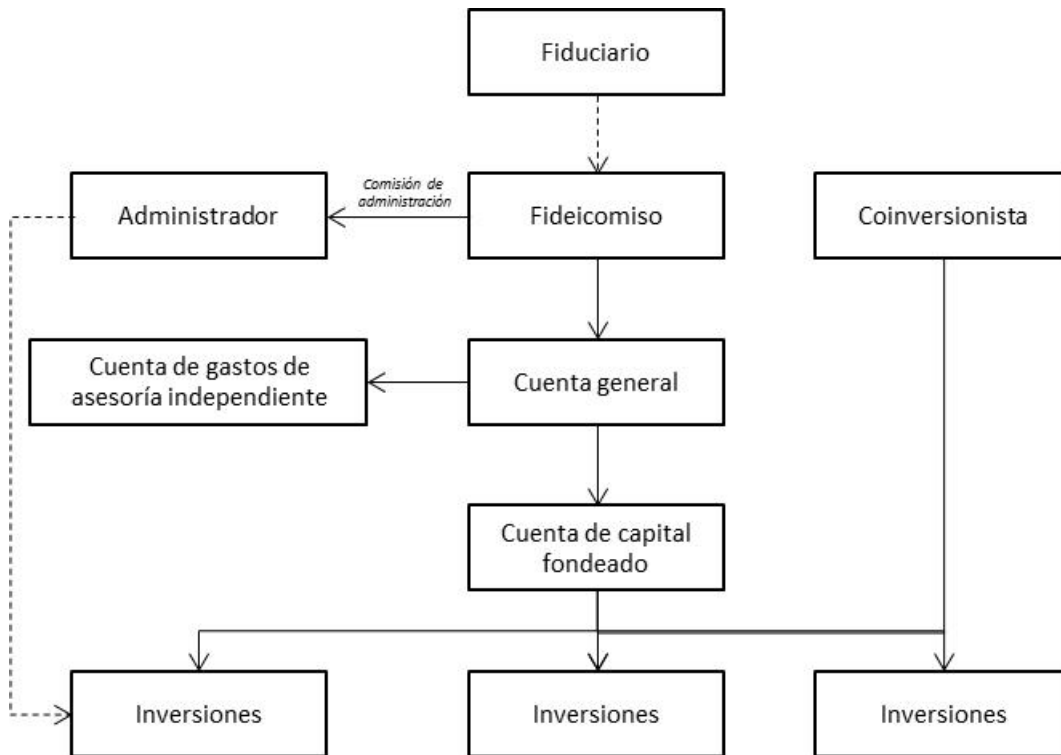 Fiduciario
Comisión de
administración
Administrador
Fideicomiso
Coinversionista
Cuenta de gastos de
asesoría independiente
Cuenta general
Cuenta de capital
fondeado
Inversiones
Inversiones
Inversiones